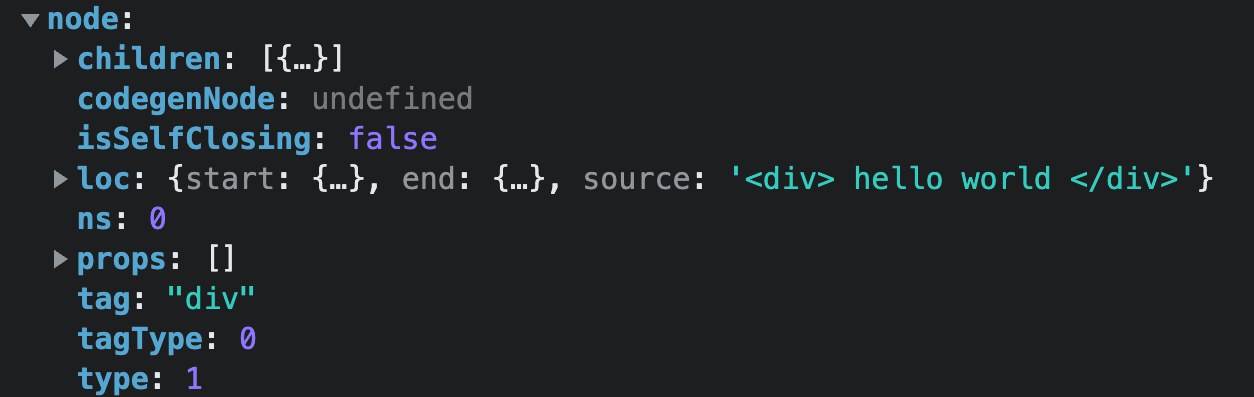 node:
children: [{…}]
codegenNode: undefined
isSelfClosing: false
loc: {start: {…}, end: {…}, source: '<div> hello world </div>'}
ns: 0
props: []
tag: "div"
tagType: 0
type: 1